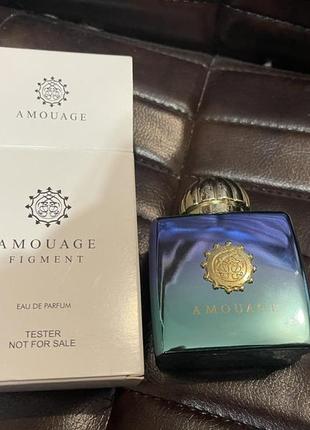 AMOUAGE
AMOUAGE
FIGMENT
EAU DE PARFUM
TESTER
NOT FOR SALE
AMOUAGE